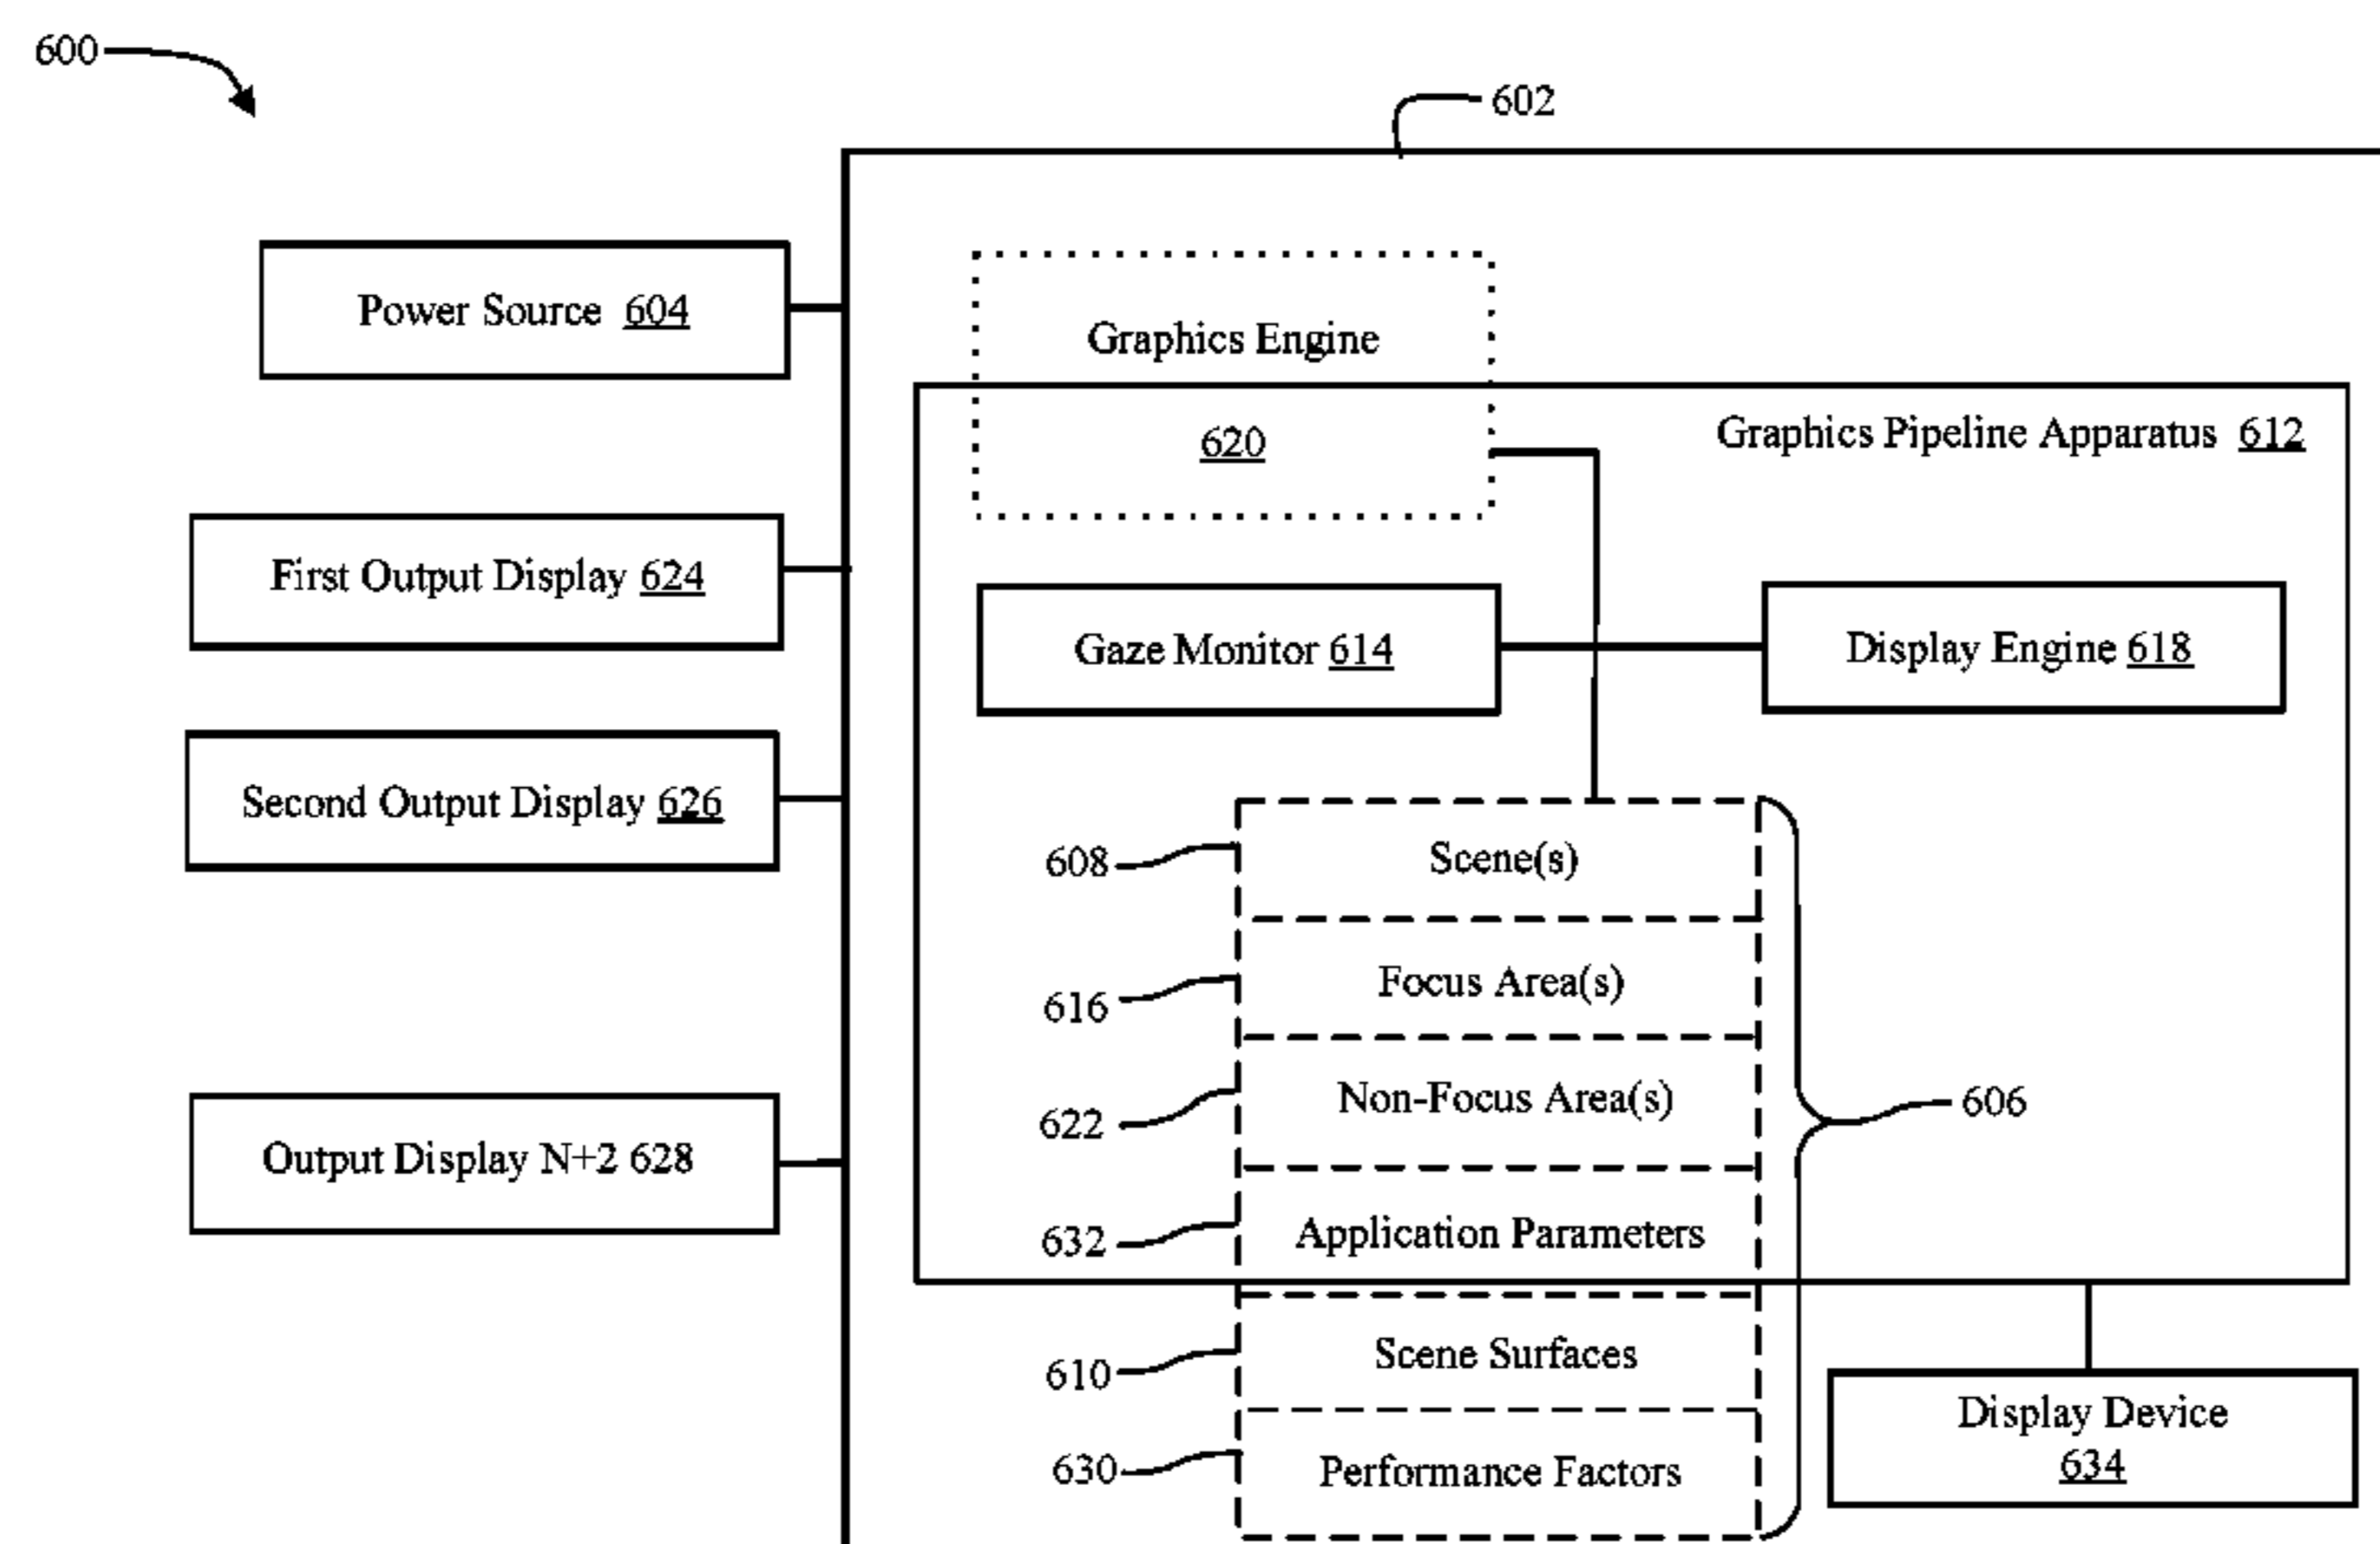 600
602
Power Source 604
Graphics Engine
620
Graphics Pipeline Apparatus 612
First Output Display 624
Gaze Monitor 614
Display Engine 618
Second Output Display 626
608
Scene(s)
616
Focus Area(s)
622
Non-Focus Area(s)
606
Output Display N+2 628
632
Application Parameters
610
Scene Surfaces
630
Performance Factors
Display Device
634